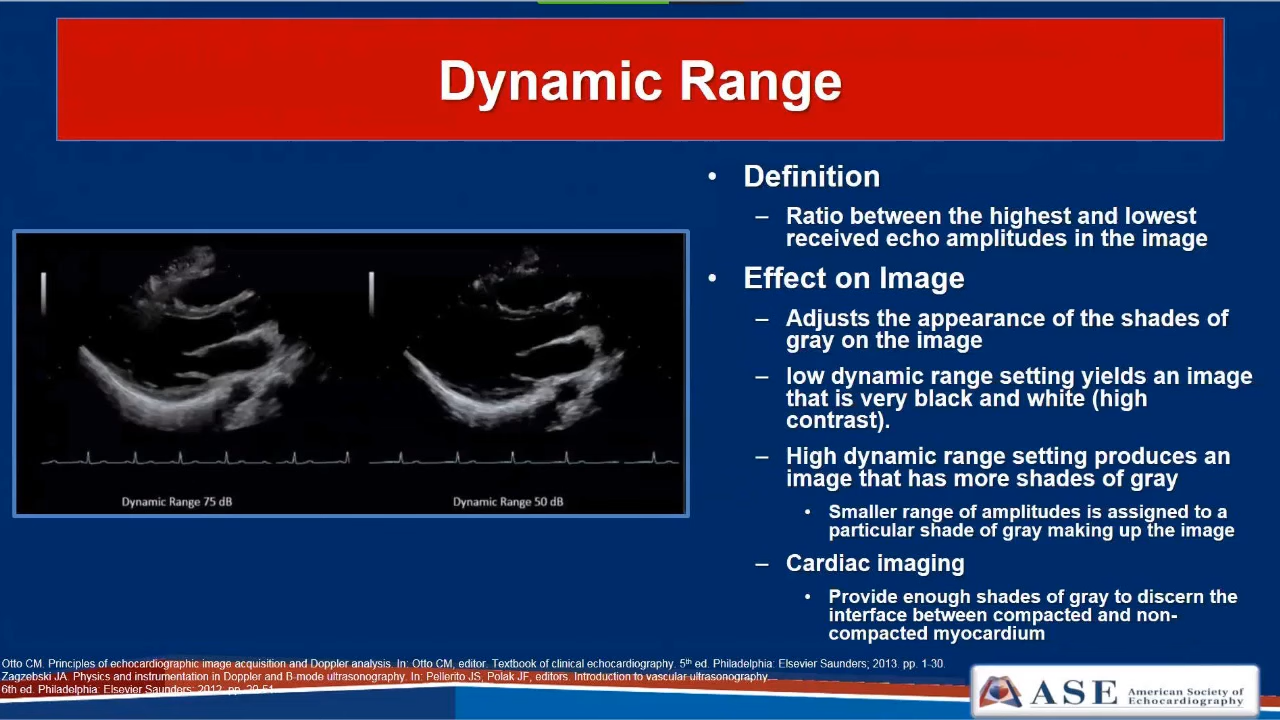 Dynamic Range
Dynamic Range 75 dB
Dynamic Range 50 dB
• Definition
– Ratio between the highest and lowest
received echo amplitudes in the image
• Effect on Image
– Adjusts the appearance of the shades of
gray on the image
– low dynamic range setting yields an image
that is very black and white (high
contrast).
– High dynamic range setting produces an
image that has more shades of gray
• Smaller range of amplitudes is assigned to a
particular shade of gray making up the image
– Cardiac imaging
• Provide enough shades of gray to discern the
interface between compacted and non-
compacted myocardium
Otto CM. Principles of echocardiographic image acquisition and Doppler analysis. In: Otto CM, editor. Textbook of clinical echocardiography. 5th ed. Philadelphia: Elsevier Saunders; 2013. pp. 1-30.
Zagzebski JA. Physics and instrumentation in Doppler and B-mode ultrasonography. In: Pellerito JS, Polak JF, editors. Introduction to vascular ultrasonography.
6th ed. Philadelphia: Elsevier Saunders; 2012. pp. 20-51.
ASE American Society of
Echocardiography